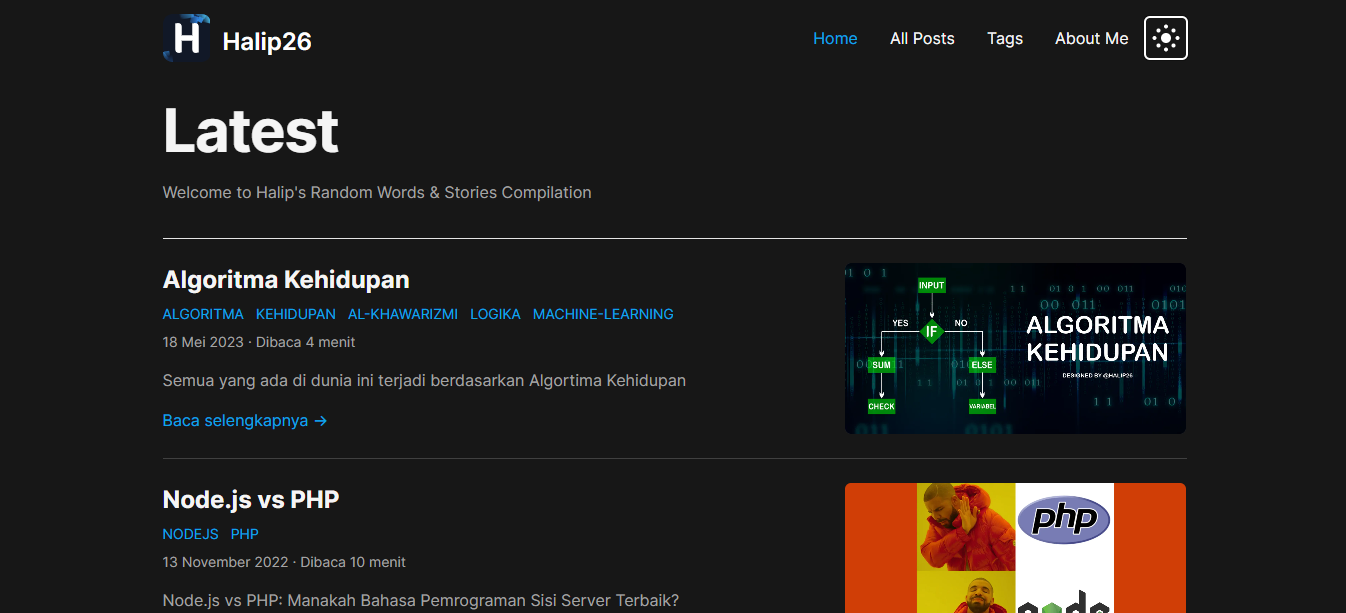 H Halip26
Home All Posts Tags About Me
Latest
Welcome to Halip's Random Words & Stories Compilation
Algoritma Kehidupan
ALGORITMA KEHIDUPAN AL-KHAWARIZMI LOGIKA MACHINE-LEARNING
18 Mei 2023 · Dibaca 4 menit
Semua yang ada di dunia ini terjadi berdasarkan Algortima Kehidupan
Baca selengkapnya →
INPUT
YES IF NO
SUM ELSE
CHECK VARIABEL
ALGORITMA
KEHIDUPAN
DESIGNED BY @HALIP26
Node.js vs PHP
NODEJS PHP
13 November 2022 · Dibaca 10 menit
Node.js vs PHP: Manakah Bahasa Pemrograman Sisi Server Terbaik?
php
node